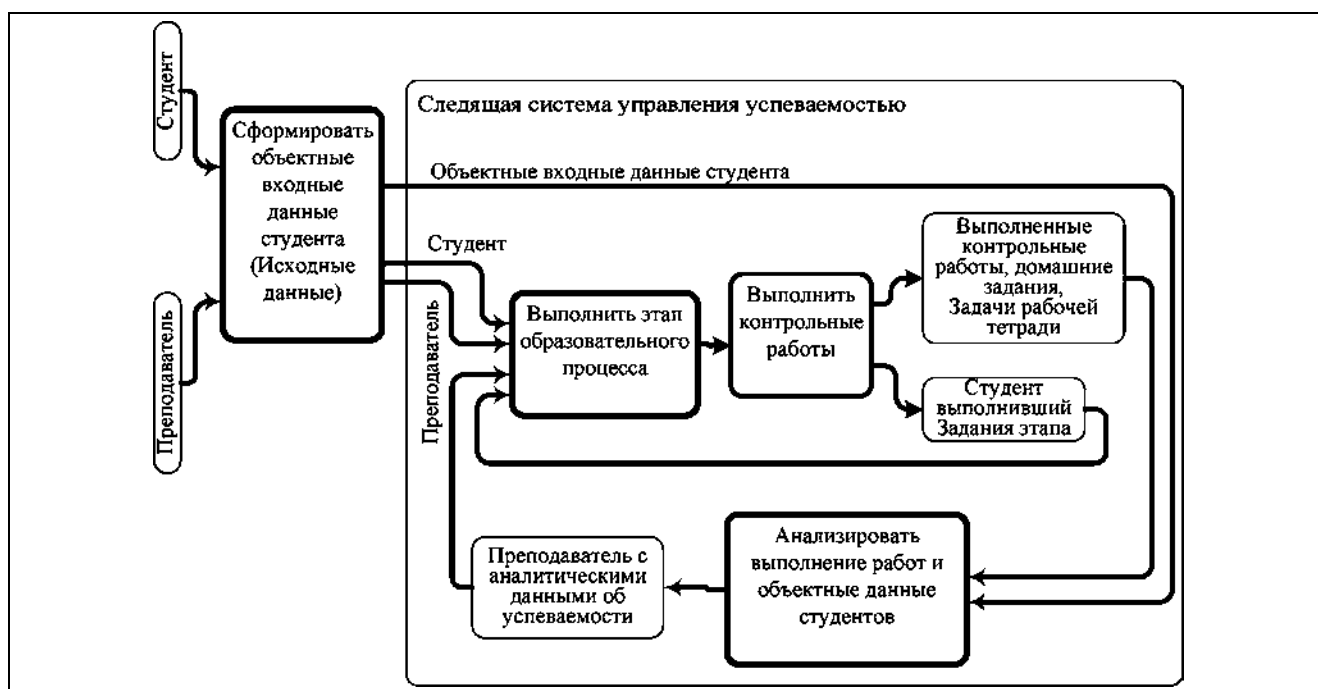 Студент
Преподаватель
Сформировать
объектные
входные
данные
студента
(Исходные
данные)
Следящая система управления успеваемостью
Объектные входные данные студента
Студент
Преподаватель
Выполнить этап
образовательного
процесса
Выполнить
контрольные
работы
Выполненные
контрольные
работы, домашние
задания,
Задачи рабочей
тетради
Студент
выполнивший
Задания этапа
Преподаватель с
аналитическими
данными об
успеваемости
Анализировать
выполнение работ и
объектные данные
студентов